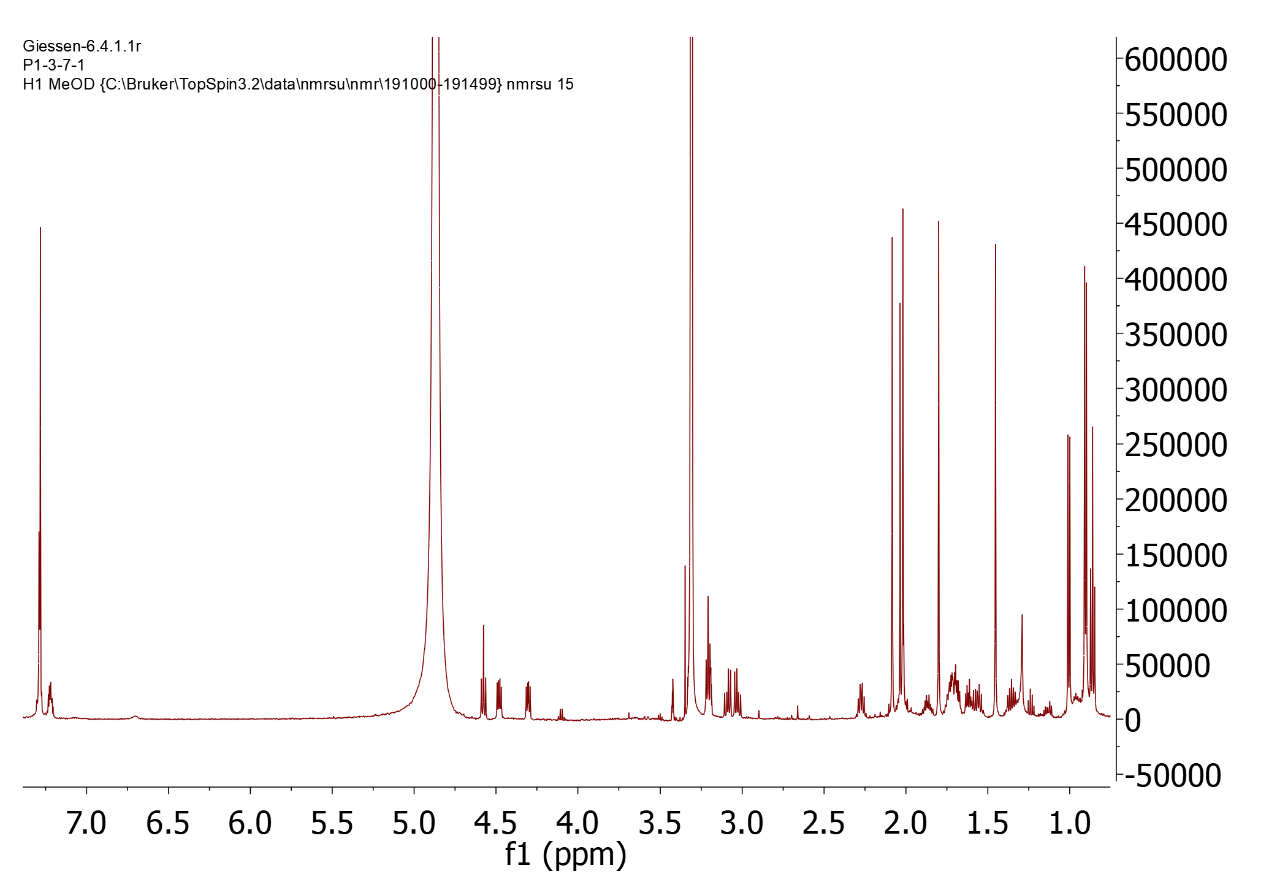 Giessen-6.4.1.1r
P1-3-7-1
H1 MeOD {C:\Bruker\TopSpin3.2\data\nmrsu\nmr\191000-191499} nmrsu 15
600000
550000
500000
450000
400000
350000
300000
250000
200000
150000
100000
50000
0
-50000
7.0 6.5 6.0 5.5 5.0 4.5 4.0 3.5 3.0 2.5 2.0 1.5 1.0
f1 (ppm)